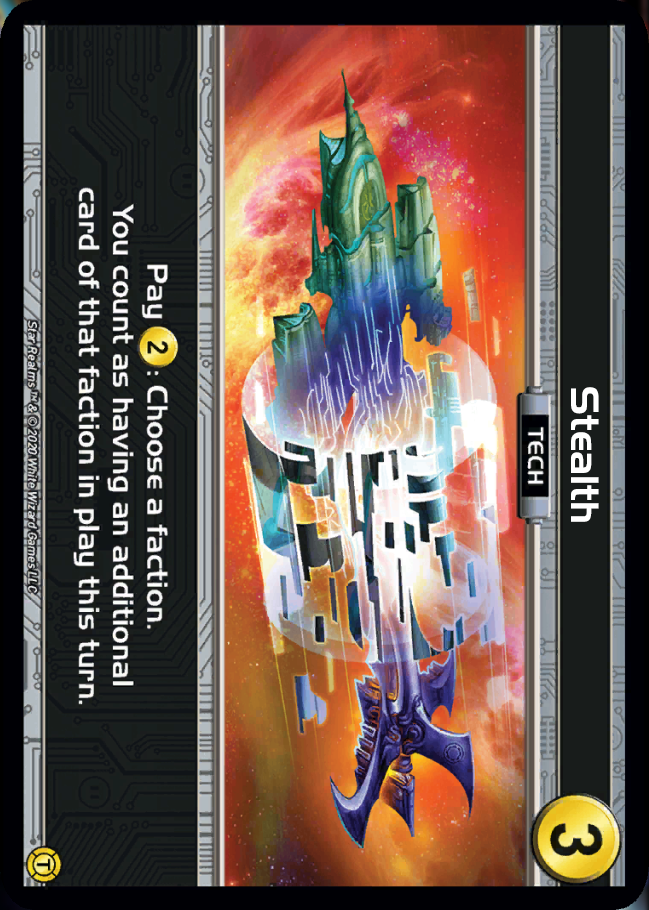 Stealth
3
TECH
Pay 2 : Choose a faction.
You count as having an additional
card of that faction in play this turn.
Star Realms™ & © 2020 White Wizard Games LLC
T